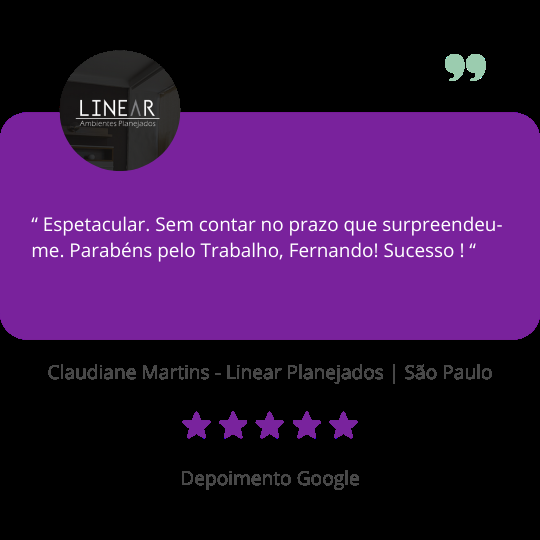 LINEAR
Ambientes Planejados
“ Espetacular. Sem contar no prazo que surpreendeu-
me. Parabéns pelo Trabalho, Fernando! Sucesso ! “
Claudiane Martins - Linear Planejados | São Paulo
Depoimento Google